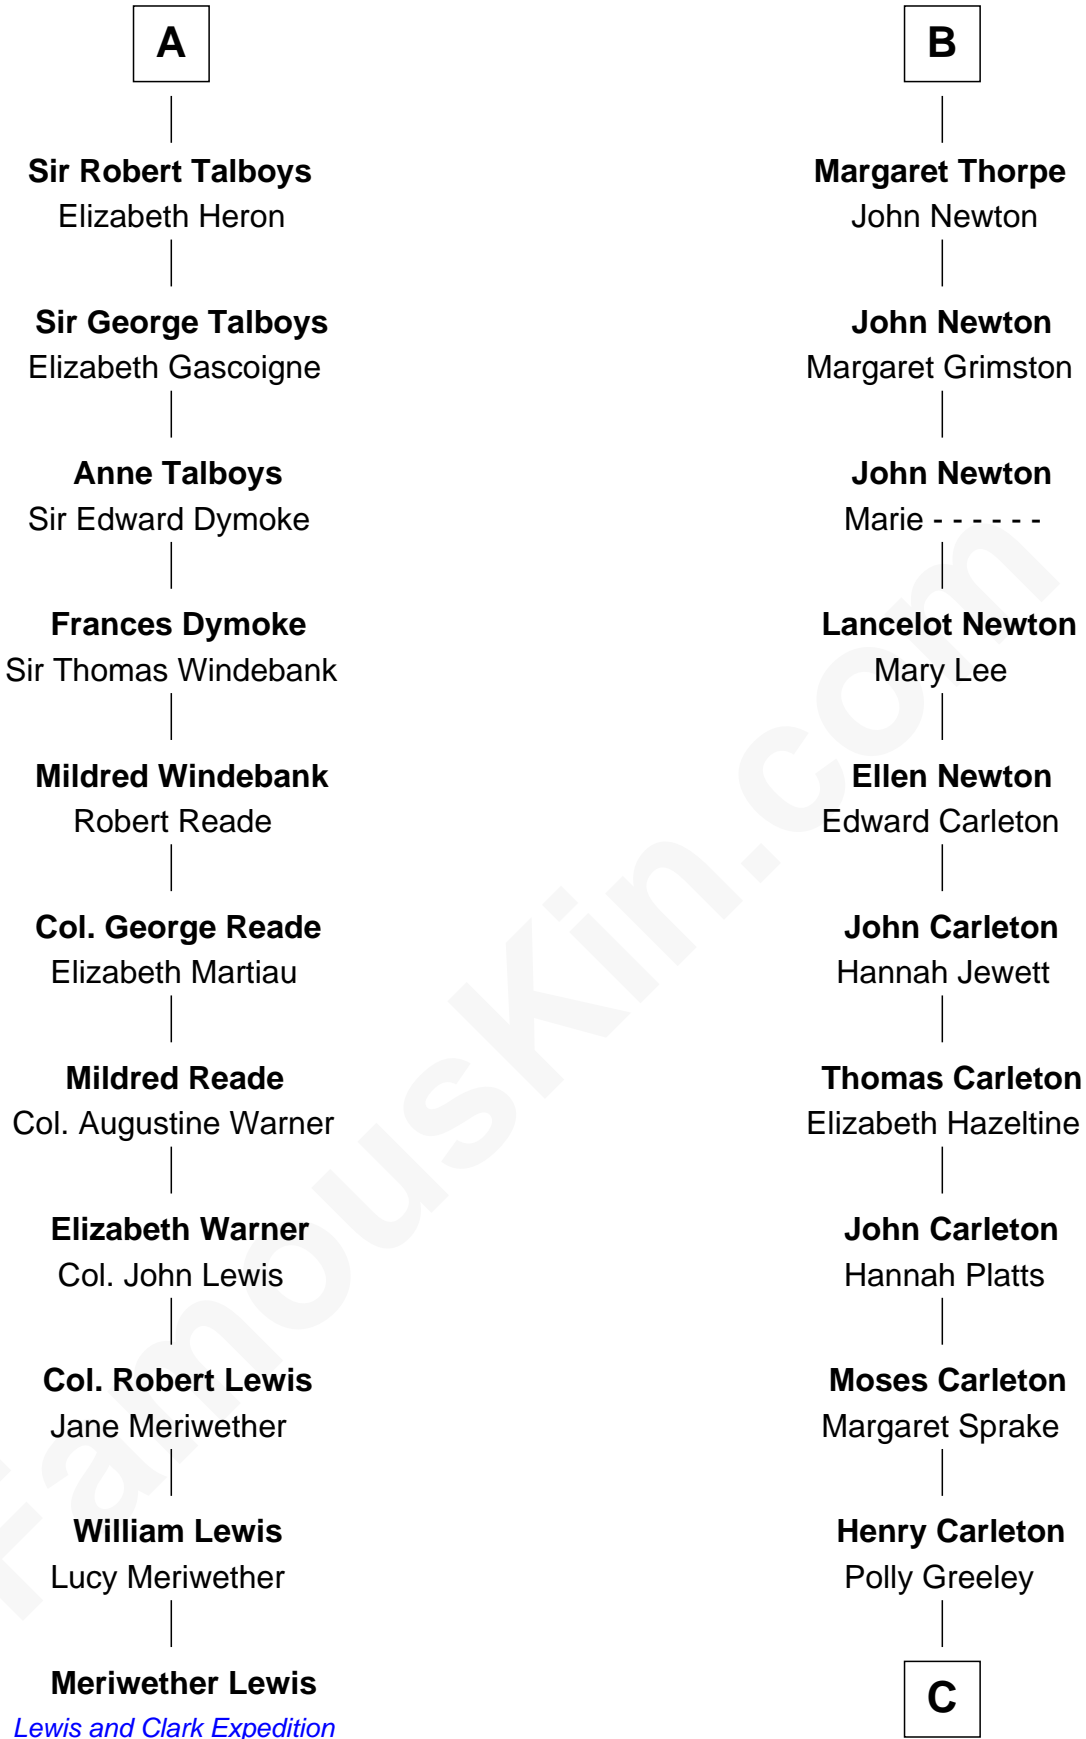 A
Sir Robert Talboys
Elizabeth Heron
Sir George Talboys
Elizabeth Gascoigne
Anne Talboys
Sir Edward Dymoke
Frances Dymoke
Sir Thomas Windebank
Mildred Windebank
Robert Reade
Col. George Reade
Elizabeth Martiau
Mildred Reade
Col. Augustine Warner
Elizabeth Warner
Col. John Lewis
Col. Robert Lewis
Jane Meriwether
William Lewis
Lucy Meriwether
Meriwether Lewis
Lewis and Clark Expedition
B
Margaret Thorpe
John Newton
John Newton
Margaret Grimston
John Newton
Marie - - - - - -
Lancelot Newton
Mary Lee
Ellen Newton
Edward Carleton
John Carleton
Hannah Jewett
Thomas Carleton
Elizabeth Hazeltine
John Carleton
Hannah Platts
Moses Carleton
Margaret Sprake
Henry Carleton
Polly Greeley
C
FamousKin.com